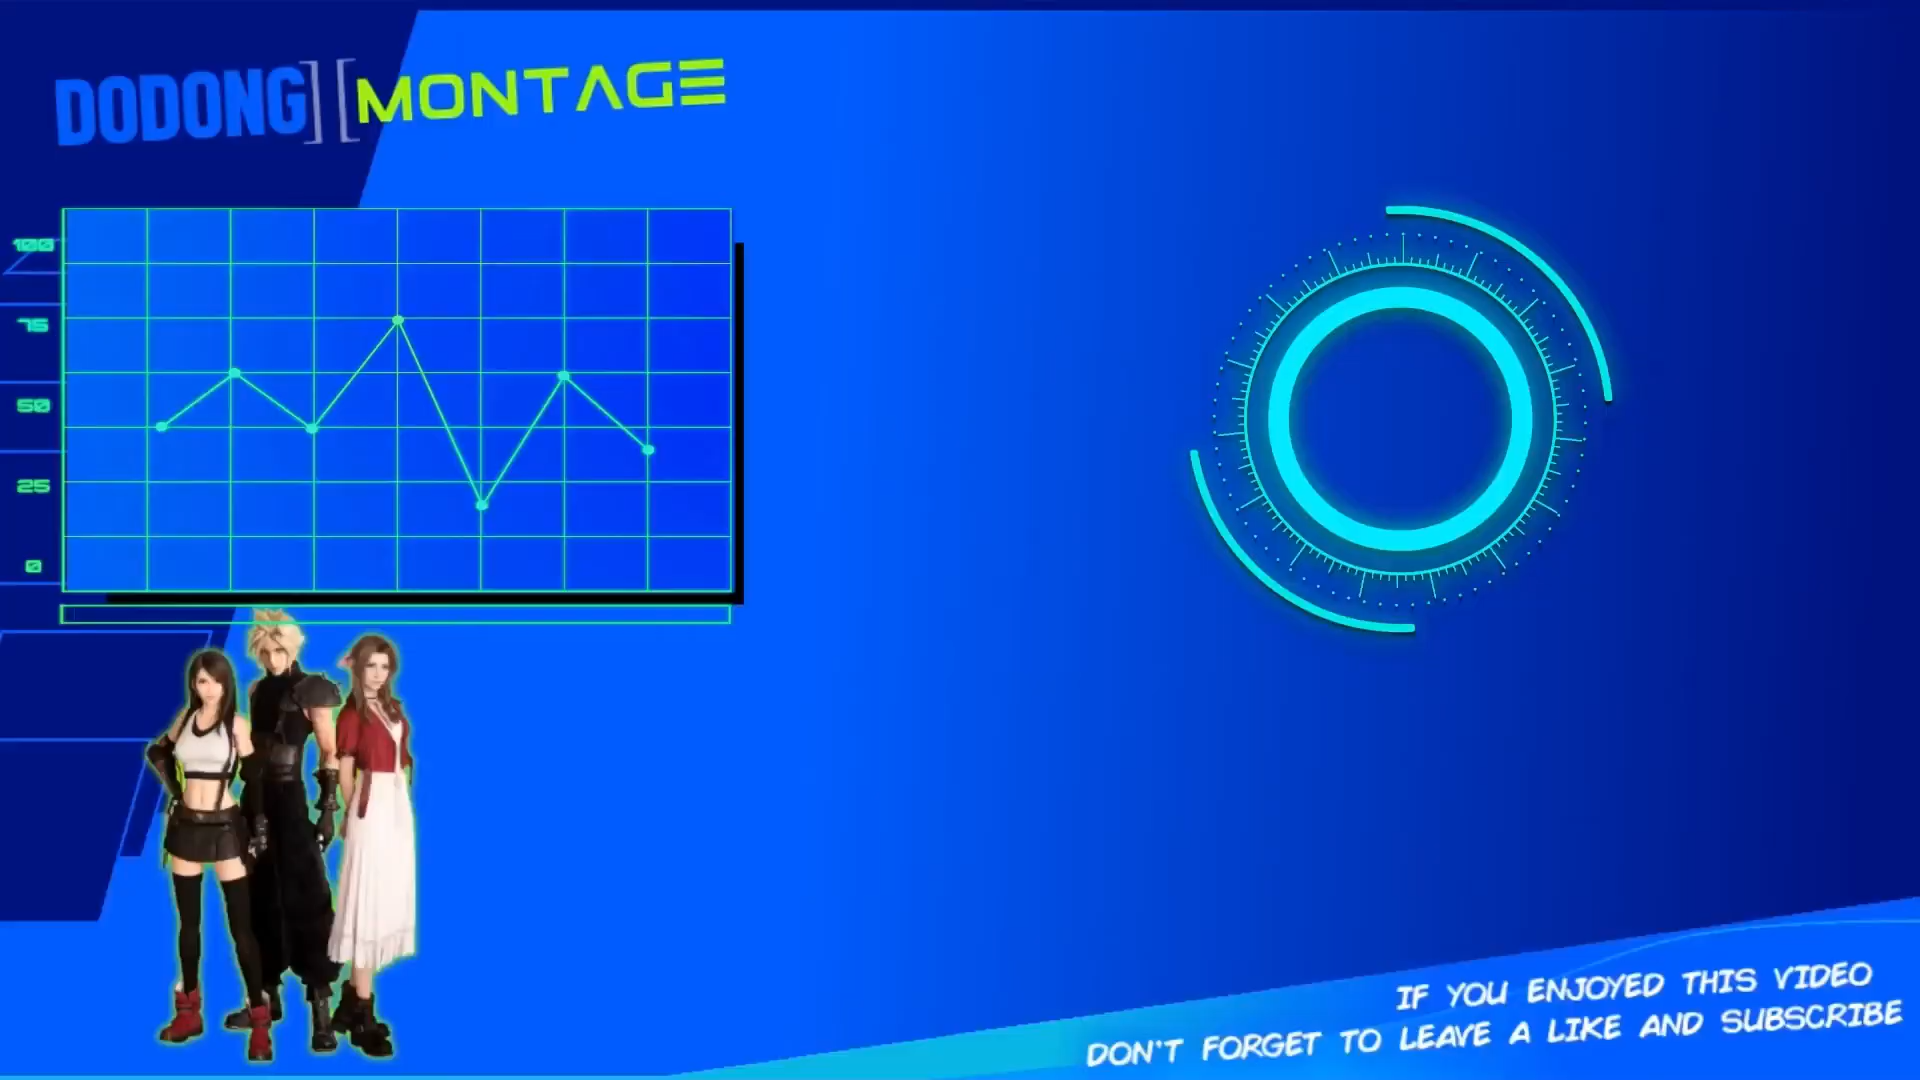 DODONG][MONTAGE
100
75
50
25
0
IF YOU ENJOYED THIS VIDEO
DON'T FORGET TO LEAVE A LIKE AND SUBSCRIBE